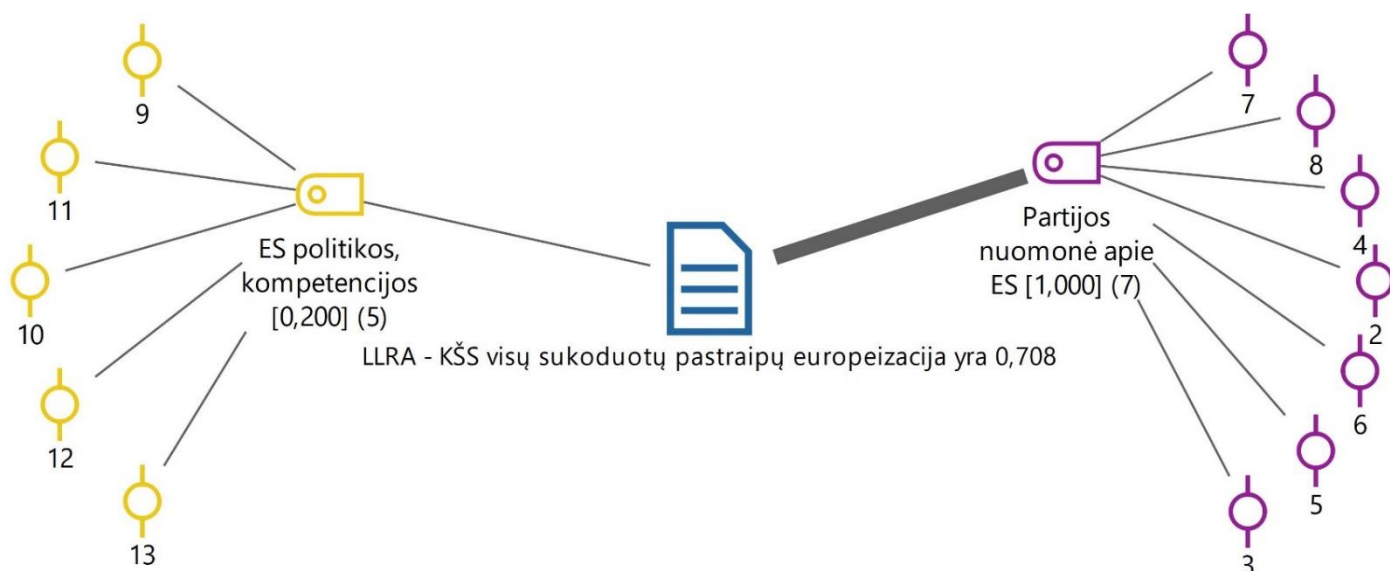 9
11
10
12
13
ES politikos,
kompetencijos
[0,200] (5)
LLRA - KŠS visų sukoduotų pastraipų europeizacija yra 0,708
Partijos
nuomonė apie
ES [1,000] (7)
7
8
4
2
6
5
3